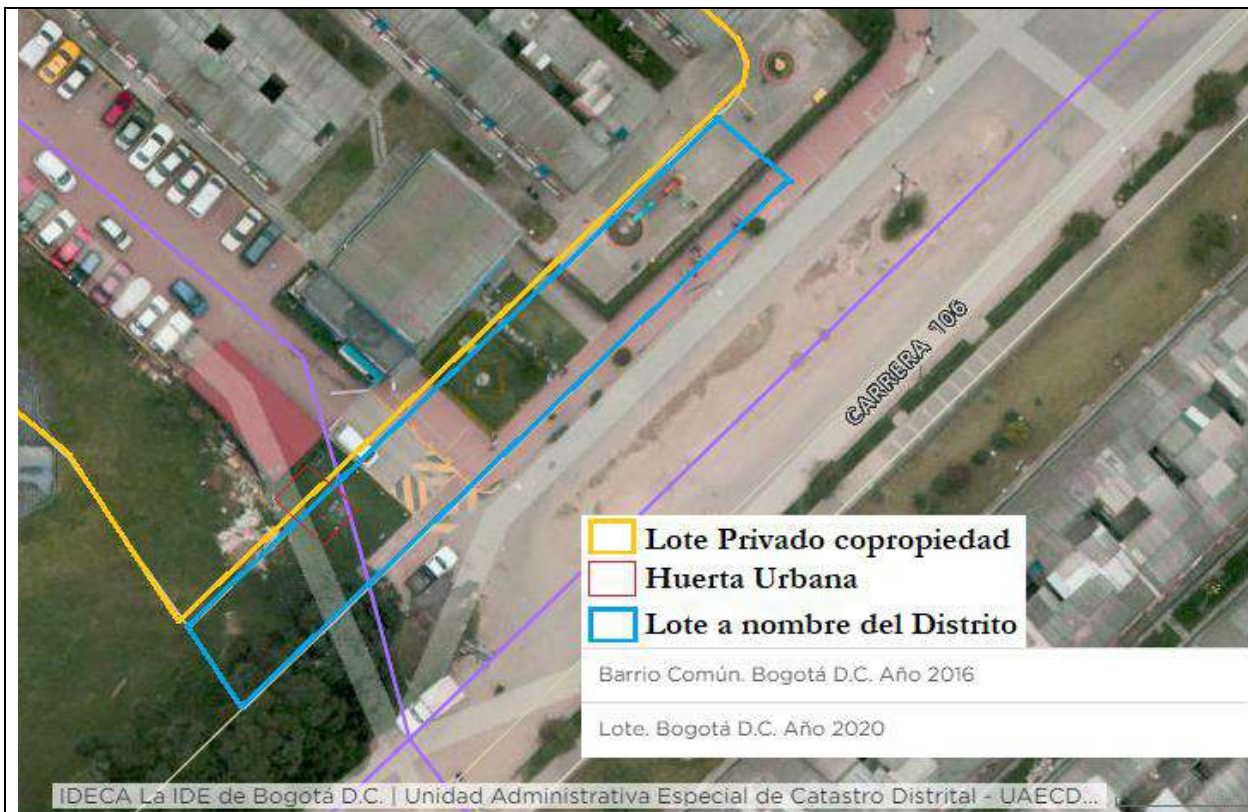 CARRERA 106
Lote Privado copropiedad
Huerta Urbana
Lote a nombre del Distrito
Barrio Común. Bogotá D.C. Año 2016
Lote. Bogotá D.C. Año 2020
IDECA La IDE de Bogotá D.C. | Unidad Administrativa Especial de Catastro Distrital - UAECD...